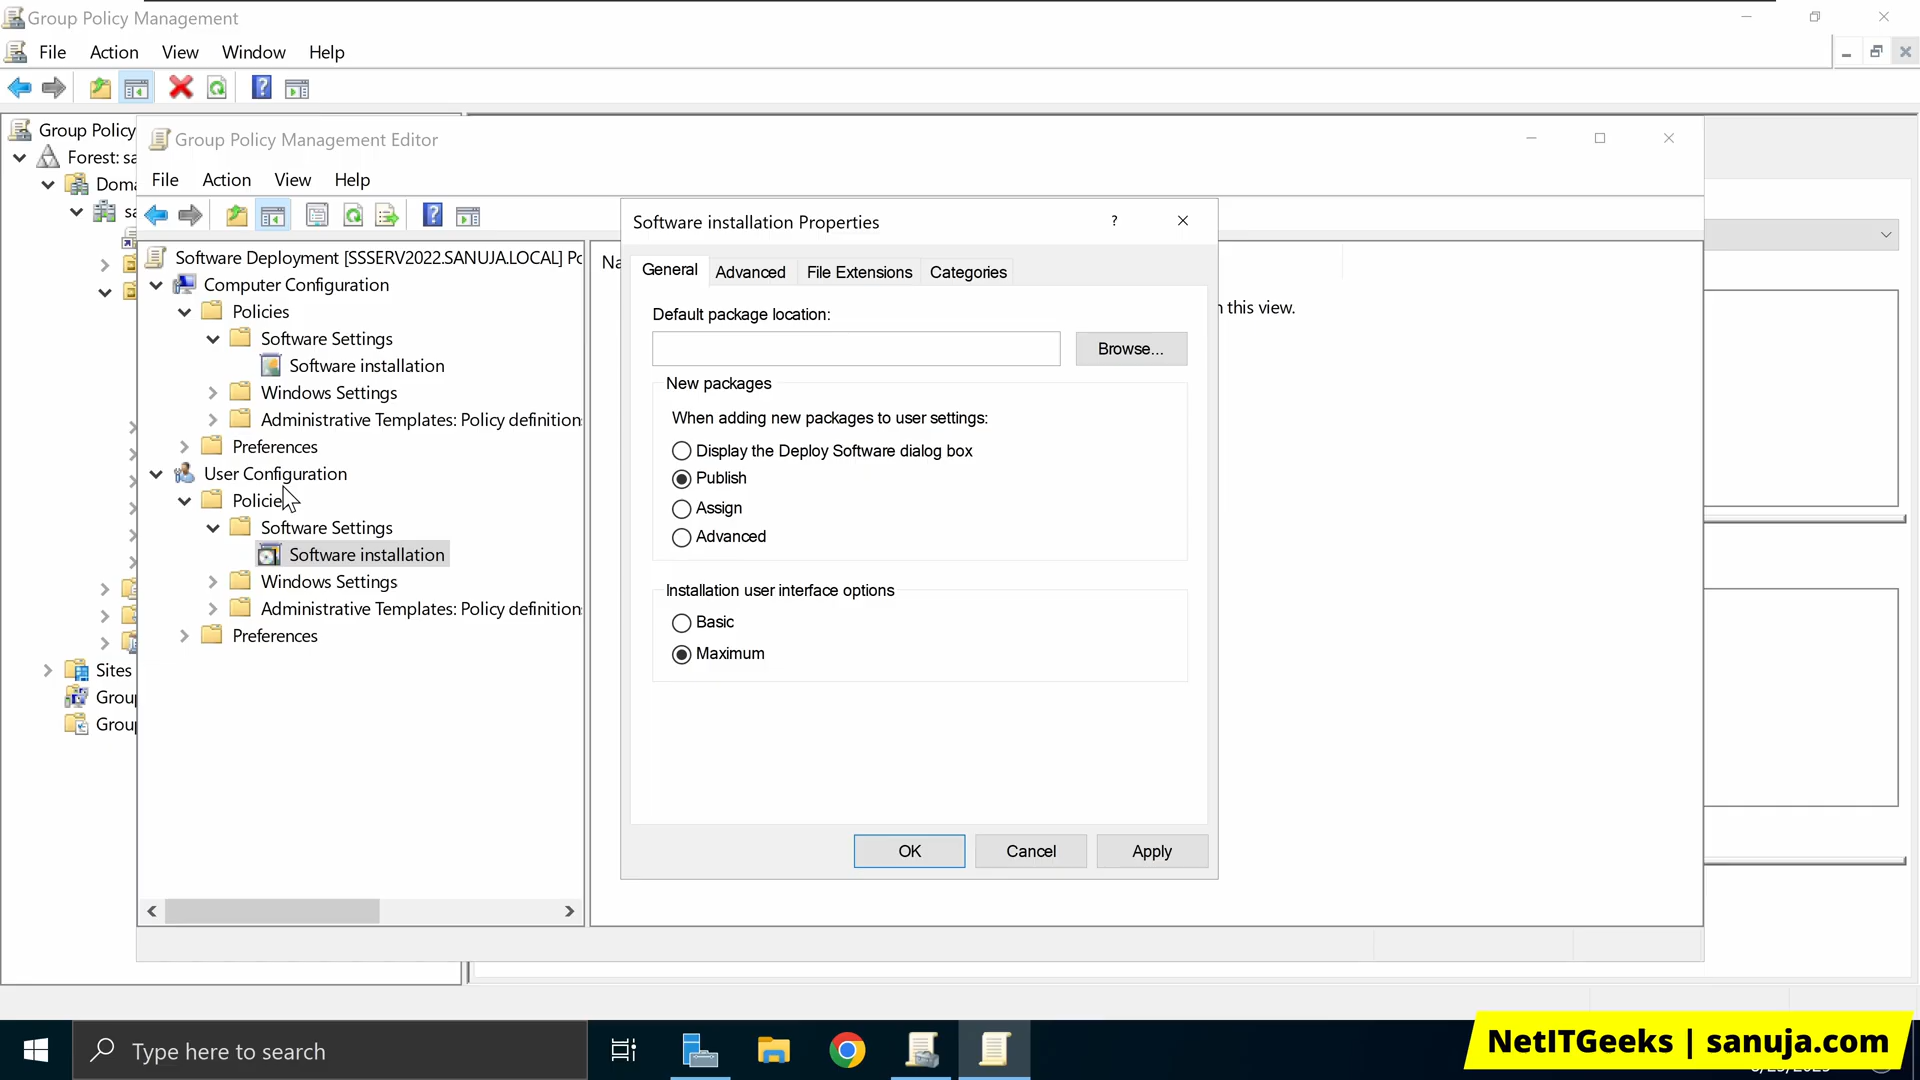 Group Policy Management
File Action View Window Help
Group Policy
Forest: sa
Doma
sa
Sites
Grou
Grou
Group Policy Management Editor
File Action View Help
Software Deployment [SSSERV2022.SANUJA.LOCAL] Po
Computer Configuration
Policies
Software Settings
Software installation
Windows Settings
Administrative Templates: Policy definition
Preferences
User Configuration
Policie
Software Settings
Software installation
Windows Settings
Administrative Templates: Policy definition
Preferences
Na
n this view.
Software installation Properties
General Advanced File Extensions Categories
Default package location:
Browse...
New packages
When adding new packages to user settings:
Display the Deploy Software dialog box
Publish
Assign
Advanced
Installation user interface options
Basic
Maximum
OK Cancel Apply
Type here to search
NetITGeeks | sanuja.com